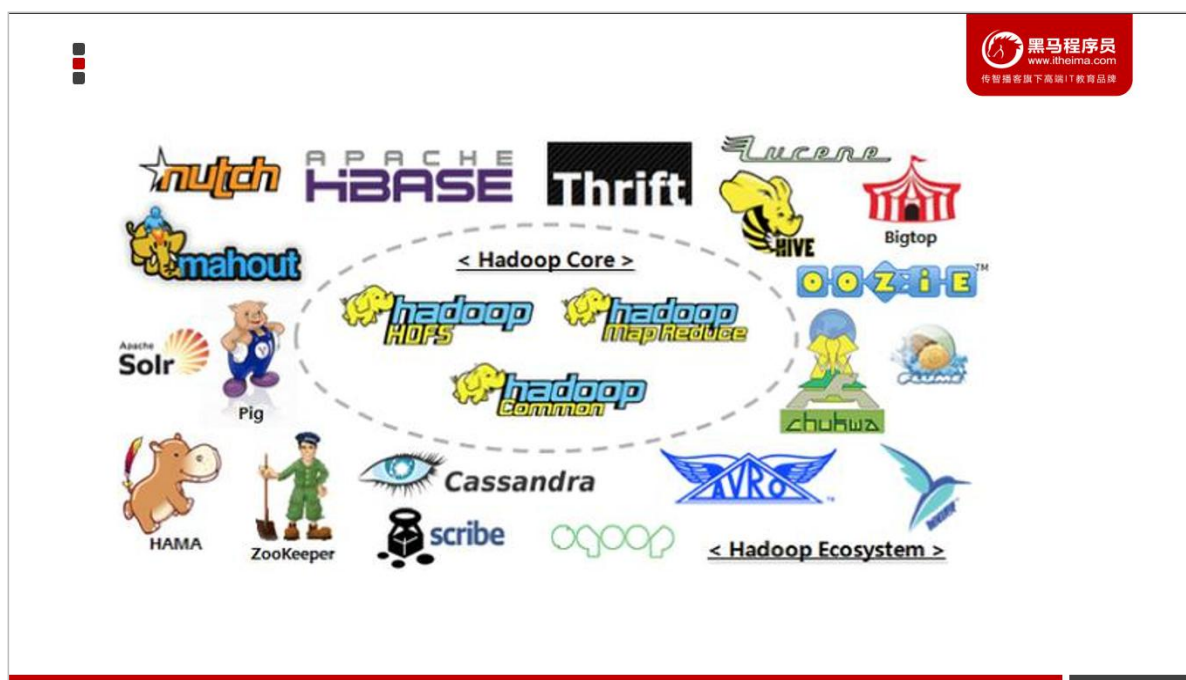 黑马程序员
www.itheima.com
传智播客旗下高端IT教育品牌
nutch
APACHE
HBASE
Thrift
Lucene
HIVE
Bigtop
mahout
< Hadoop Core >
OOZiE™
hadoop
HDFS
hadoop
MapReduce
Apache
Solr
Pig
hadoop
Common
chukwa
FLUME
HAMA
ZooKeeper
Cassandra
AVRO™
scribe
sqoop
< Hadoop Ecosystem >